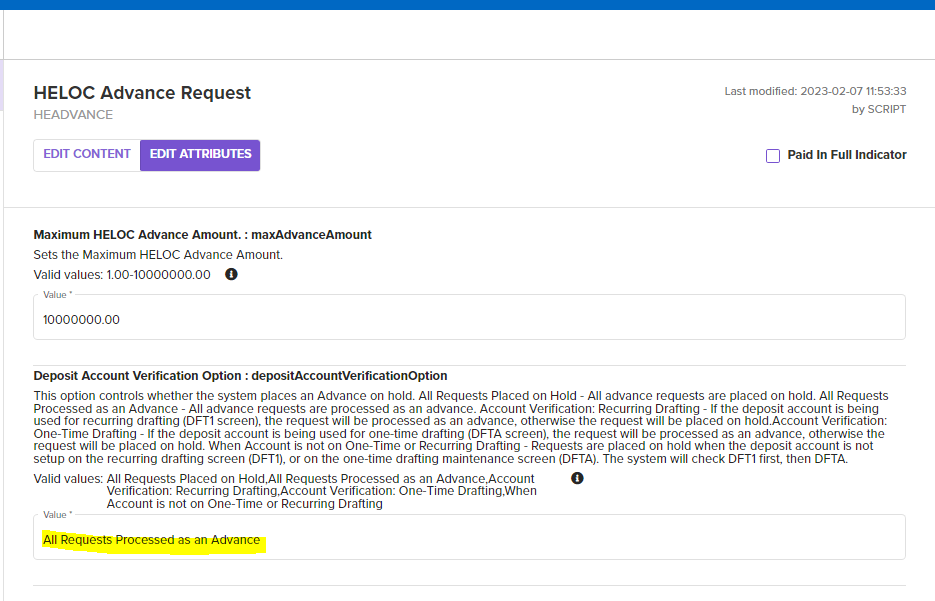 HELOC Advance Request
HEADVANCE
Last modified: 2023-02-07 11:53:33
by SCRIPT
EDIT CONTENT
EDIT ATTRIBUTES
Paid In Full Indicator
Maximum HELOC Advance Amount. : maxAdvanceAmount
Sets the Maximum HELOC Advance Amount.
Valid values: 1.00-10000000.00
Value *
10000000.00
Deposit Account Verification Option : depositAccountVerificationOption
This option controls whether the system places an Advance on hold. All Requests Placed on Hold - All advance requests are placed on hold. All Requests
Processed as an Advance - All advance requests are processed as an advance. Account Verification: Recurring Drafting - If the deposit account is being
used for recurring drafting (DFT1 screen), the request will be processed as an advance, otherwise the request will be placed on hold.Account Verification:
One-Time Drafting - If the deposit account is being used for one-time drafting (DFTA screen), the request will be processed as an advance, otherwise the
request will be placed on hold. When Account is not on One-Time or Recurring Drafting - Requests are placed on hold when the deposit account is not
setup on the recurring drafting screen (DFT1), or on the one-time drafting maintenance screen (DFTA). The system will check DFT1 first, then DFTA.
Valid values: All Requests Placed on Hold,All Requests Processed as an Advance,Account
Verification: Recurring Drafting,Account Verification: One-Time Drafting,When
Account is not on One-Time or Recurring Drafting
Value *
All Requests Processed as an Advance